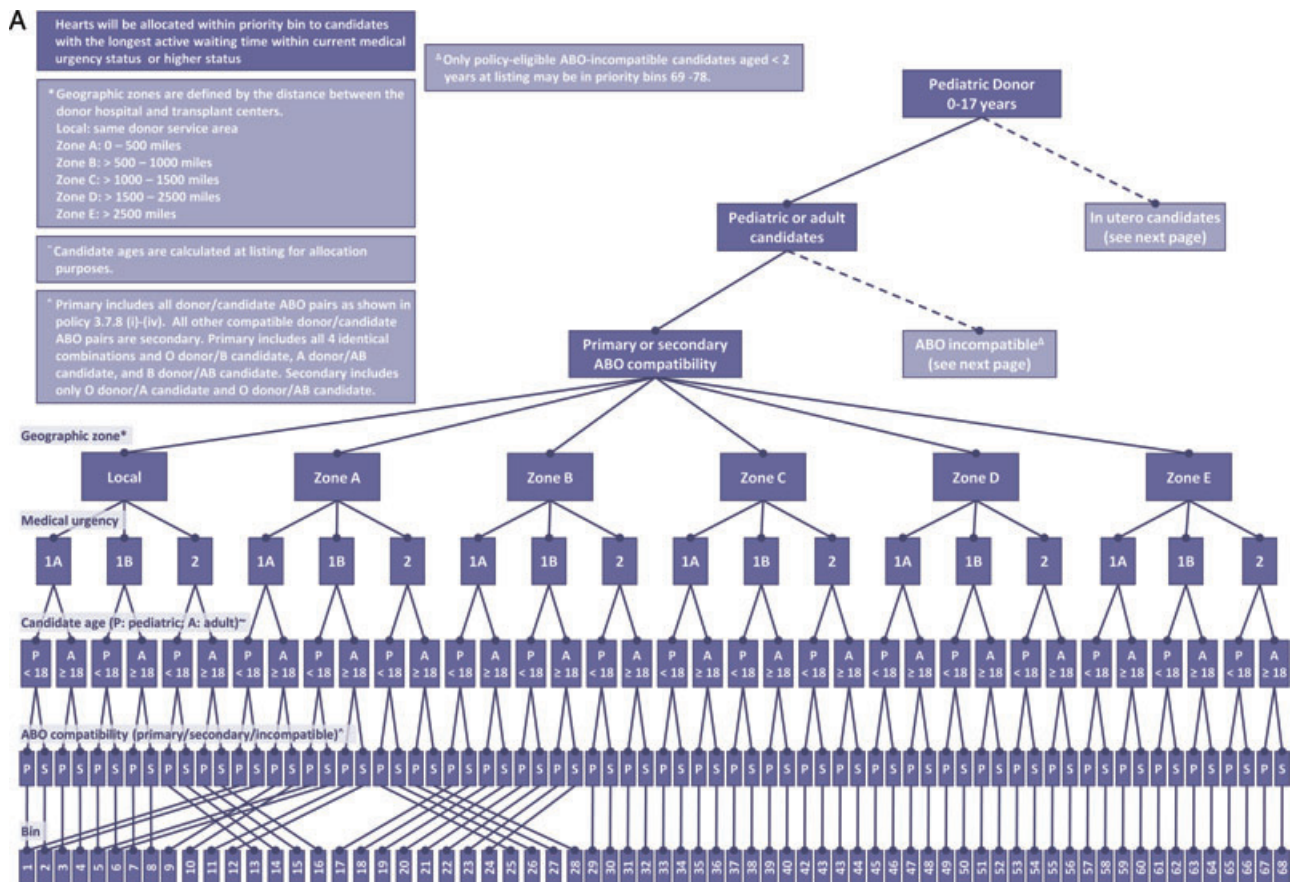 A
Hearts will be allocated within priority bin to candidates
with the longest active waiting time within current medical
urgency status or higher status
Δ Only policy-eligible ABO-incompatible candidates aged < 2
years at listing may be in priority bins 69 -78.
* Geographic zones are defined by the distance between the
donor hospital and transplant centers.
Local: same donor service area
Zone A: 0 – 500 miles
Zone B: > 500 – 1000 miles
Zone C: > 1000 – 1500 miles
Zone D: > 1500 – 2500 miles
Zone E: > 2500 miles
~ Candidate ages are calculated at listing for allocation
purposes.
^ Primary includes all donor/candidate ABO pairs as shown in
policy 3.7.8 (i)-(iv). All other compatible donor/candidate
ABO pairs are secondary. Primary includes all 4 identical
combinations and O donor/B candidate, A donor/AB
candidate, and B donor/AB candidate. Secondary includes
only O donor/A candidate and O donor/AB candidate.
Pediatric Donor
0-17 years
Pediatric or adult
candidates
In utero candidates
(see next page)
Primary or secondary
ABO compatibility
ABO incompatibleΔ
(see next page)
Geographic zone*
Local Zone A Zone B Zone C Zone D Zone E
Medical urgency
1A 1B 2 1A 1B 2 1A 1B 2 1A 1B 2 1A 1B 2 1A 1B 2
Candidate age (P: pediatric; A: adult)~
P A P A P A P A P A P A P A P A P A P A P A P A P A P A P A P A P A P A
< 18 ≥ 18 < 18 ≥ 18 < 18 ≥ 18 < 18 ≥ 18 < 18 ≥ 18 < 18 ≥ 18 < 18 ≥ 18 < 18 ≥ 18 < 18 ≥ 18 < 18 ≥ 18 < 18 ≥ 18 < 18 ≥ 18 < 18 ≥ 18 < 18 ≥ 18 < 18 ≥ 18 < 18 ≥ 18 < 18 ≥ 18 < 18 ≥ 18
ABO compatibility (primary/secondary/incompatible)^
P S P S P S P S P S P S P S P S P S P S P S P S P S P S P S P S P S P S P S P S P S P S P S P S P S P S P S P S P S P S P S P S P S P S P S P S
Bin
1 2 3 4 5 6 7 8 9 10 11 12 13 14 15 16 17 18 19 20 21 22 23 24 25 26 27 28 29 30 31 32 33 34 35 36 37 38 39 40 42 43 43 44 45 46 47 48 49 50 51 52 53 54 55 56 57 58 59 60 61 62 63 64 65 66 67 68